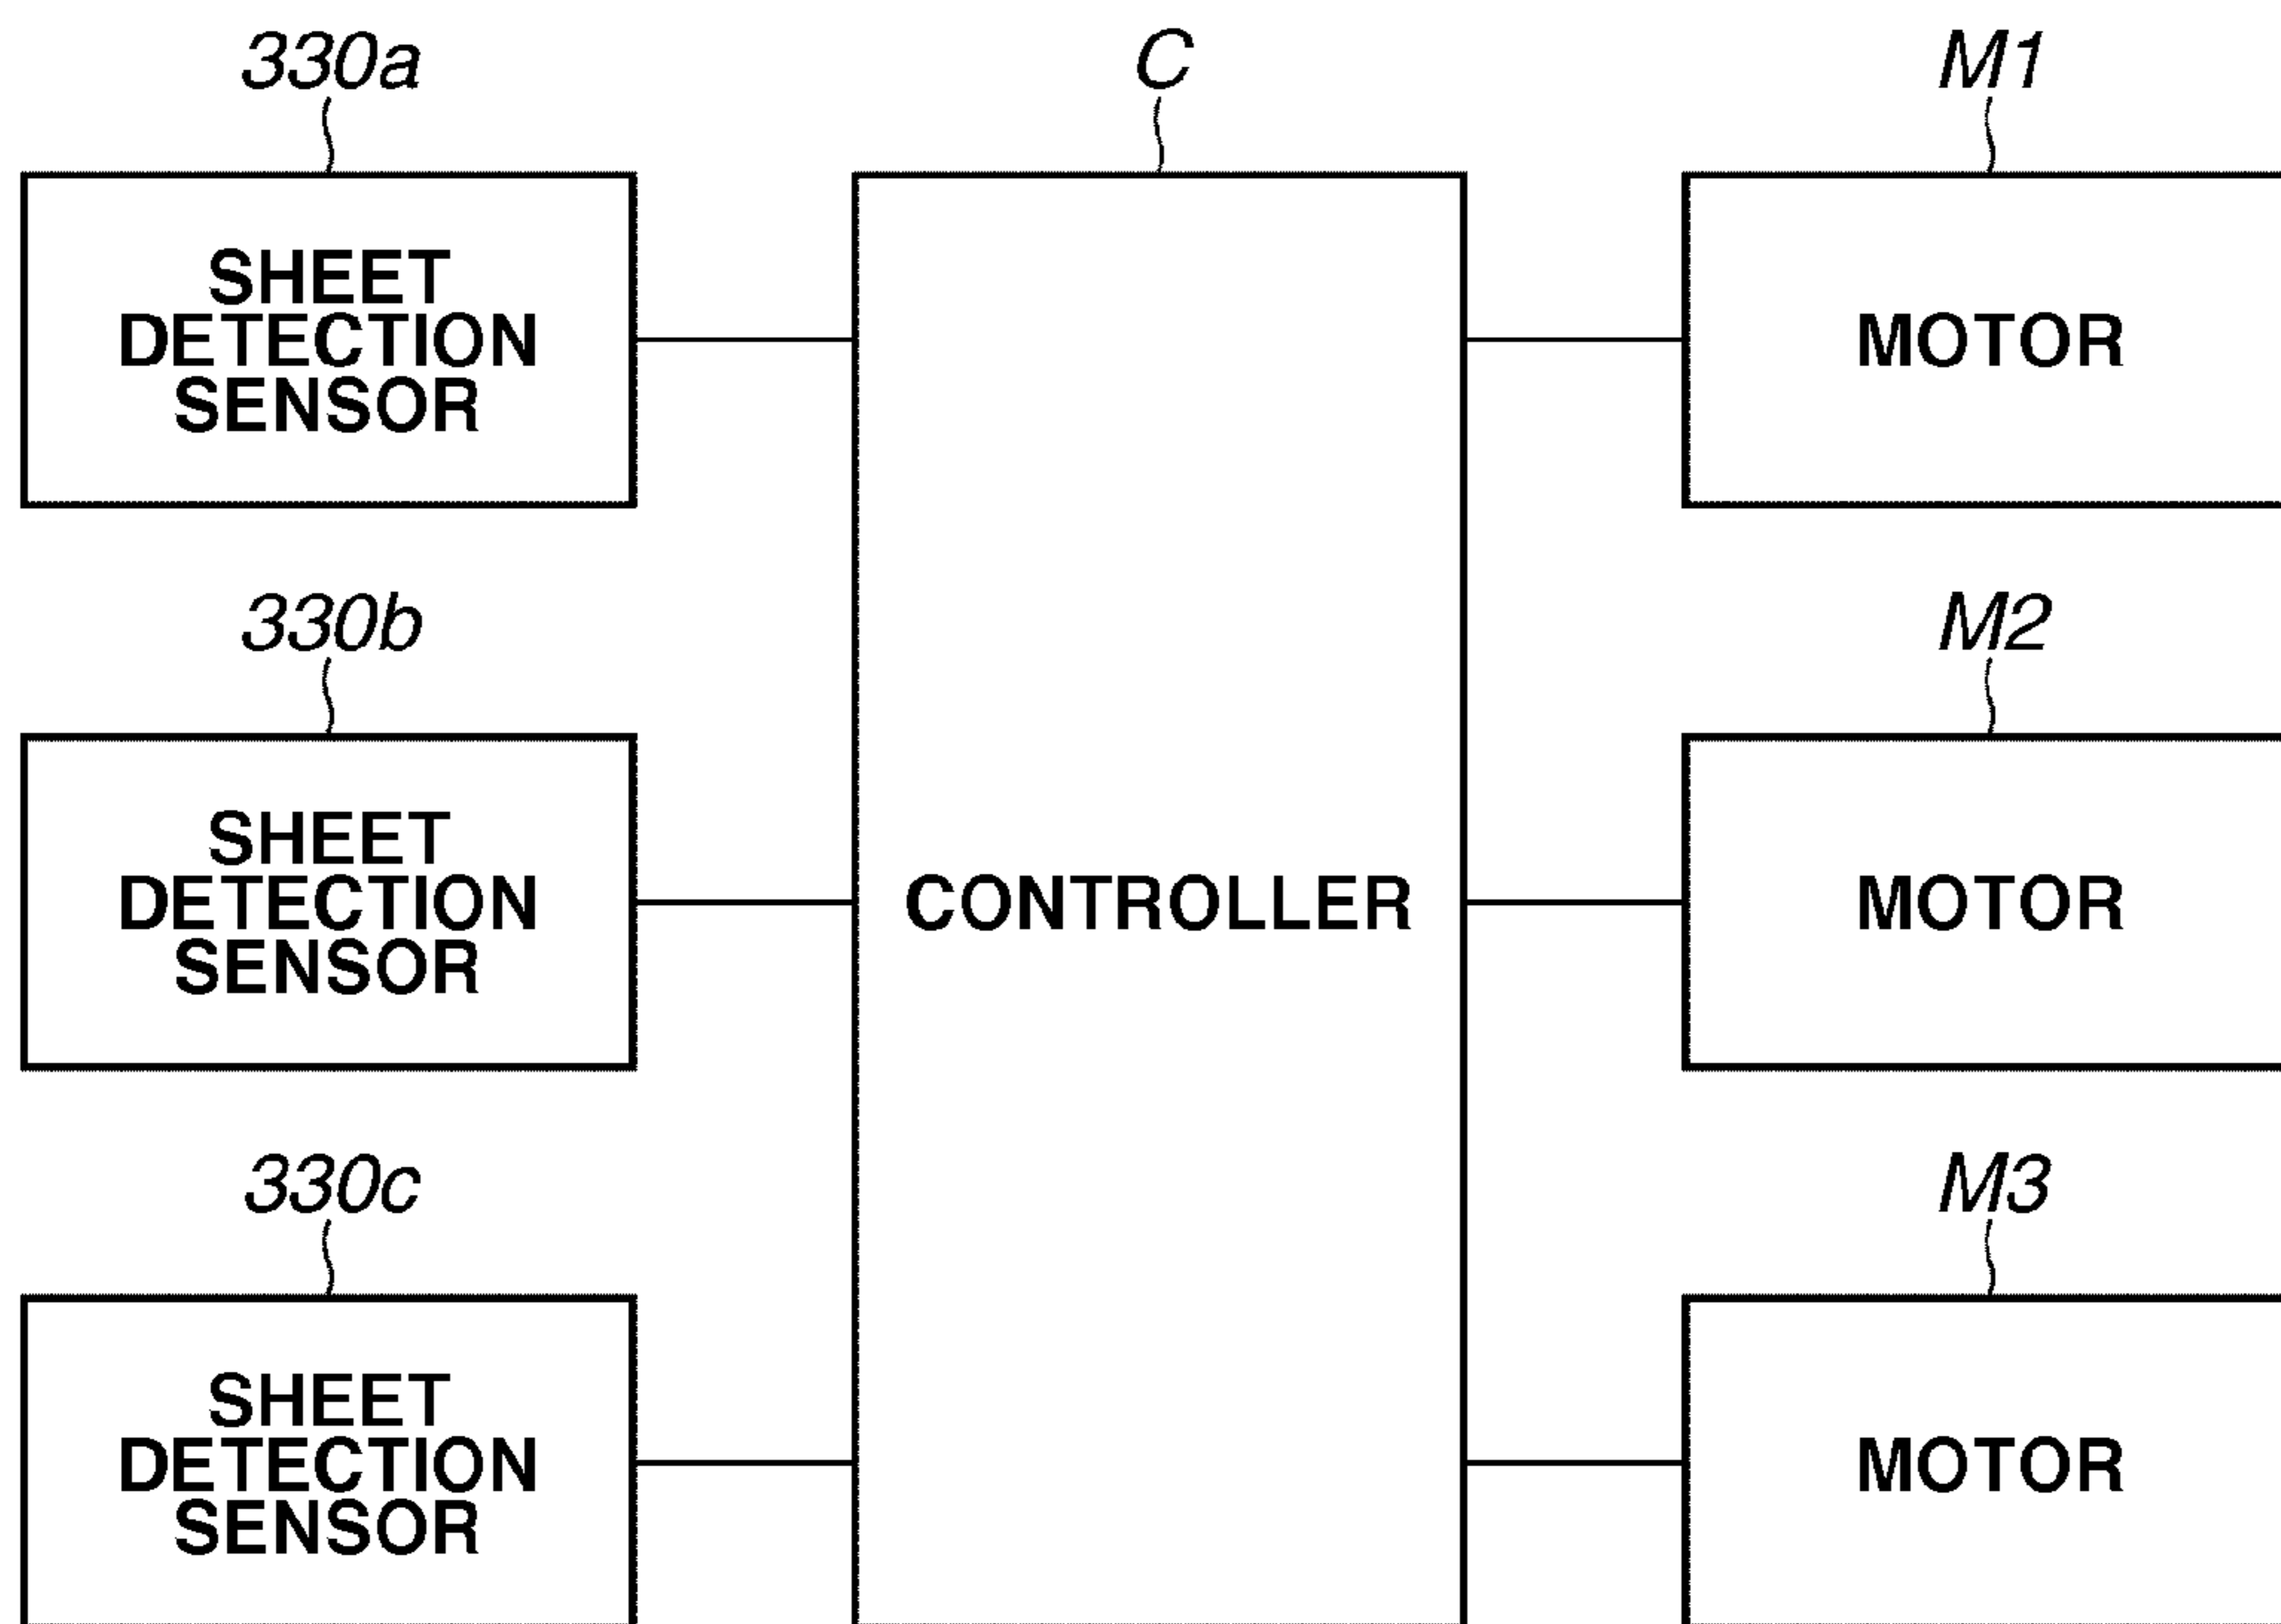 330a
C
M1
SHEET
DETECTION
SENSOR
MOTOR
330b
M2
SHEET
DETECTION
SENSOR
CONTROLLER
MOTOR
330c
M3
SHEET
DETECTION
SENSOR
MOTOR